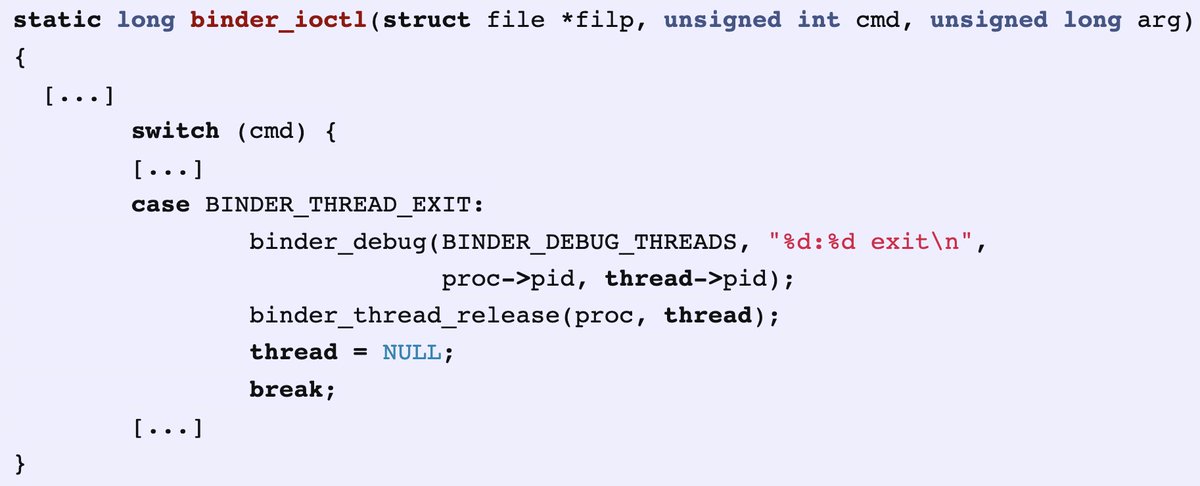 static long binder_ioctl(struct file *filp, unsigned int cmd, unsigned long arg)
{
  [...]
        switch (cmd) {
        [...]
        case BINDER_THREAD_EXIT:
                binder_debug(BINDER_DEBUG_THREADS, "%d:%d exit\n",
                             proc->pid, thread->pid);
                binder_thread_release(proc, thread);
                thread = NULL;
                break;
        [...]
}